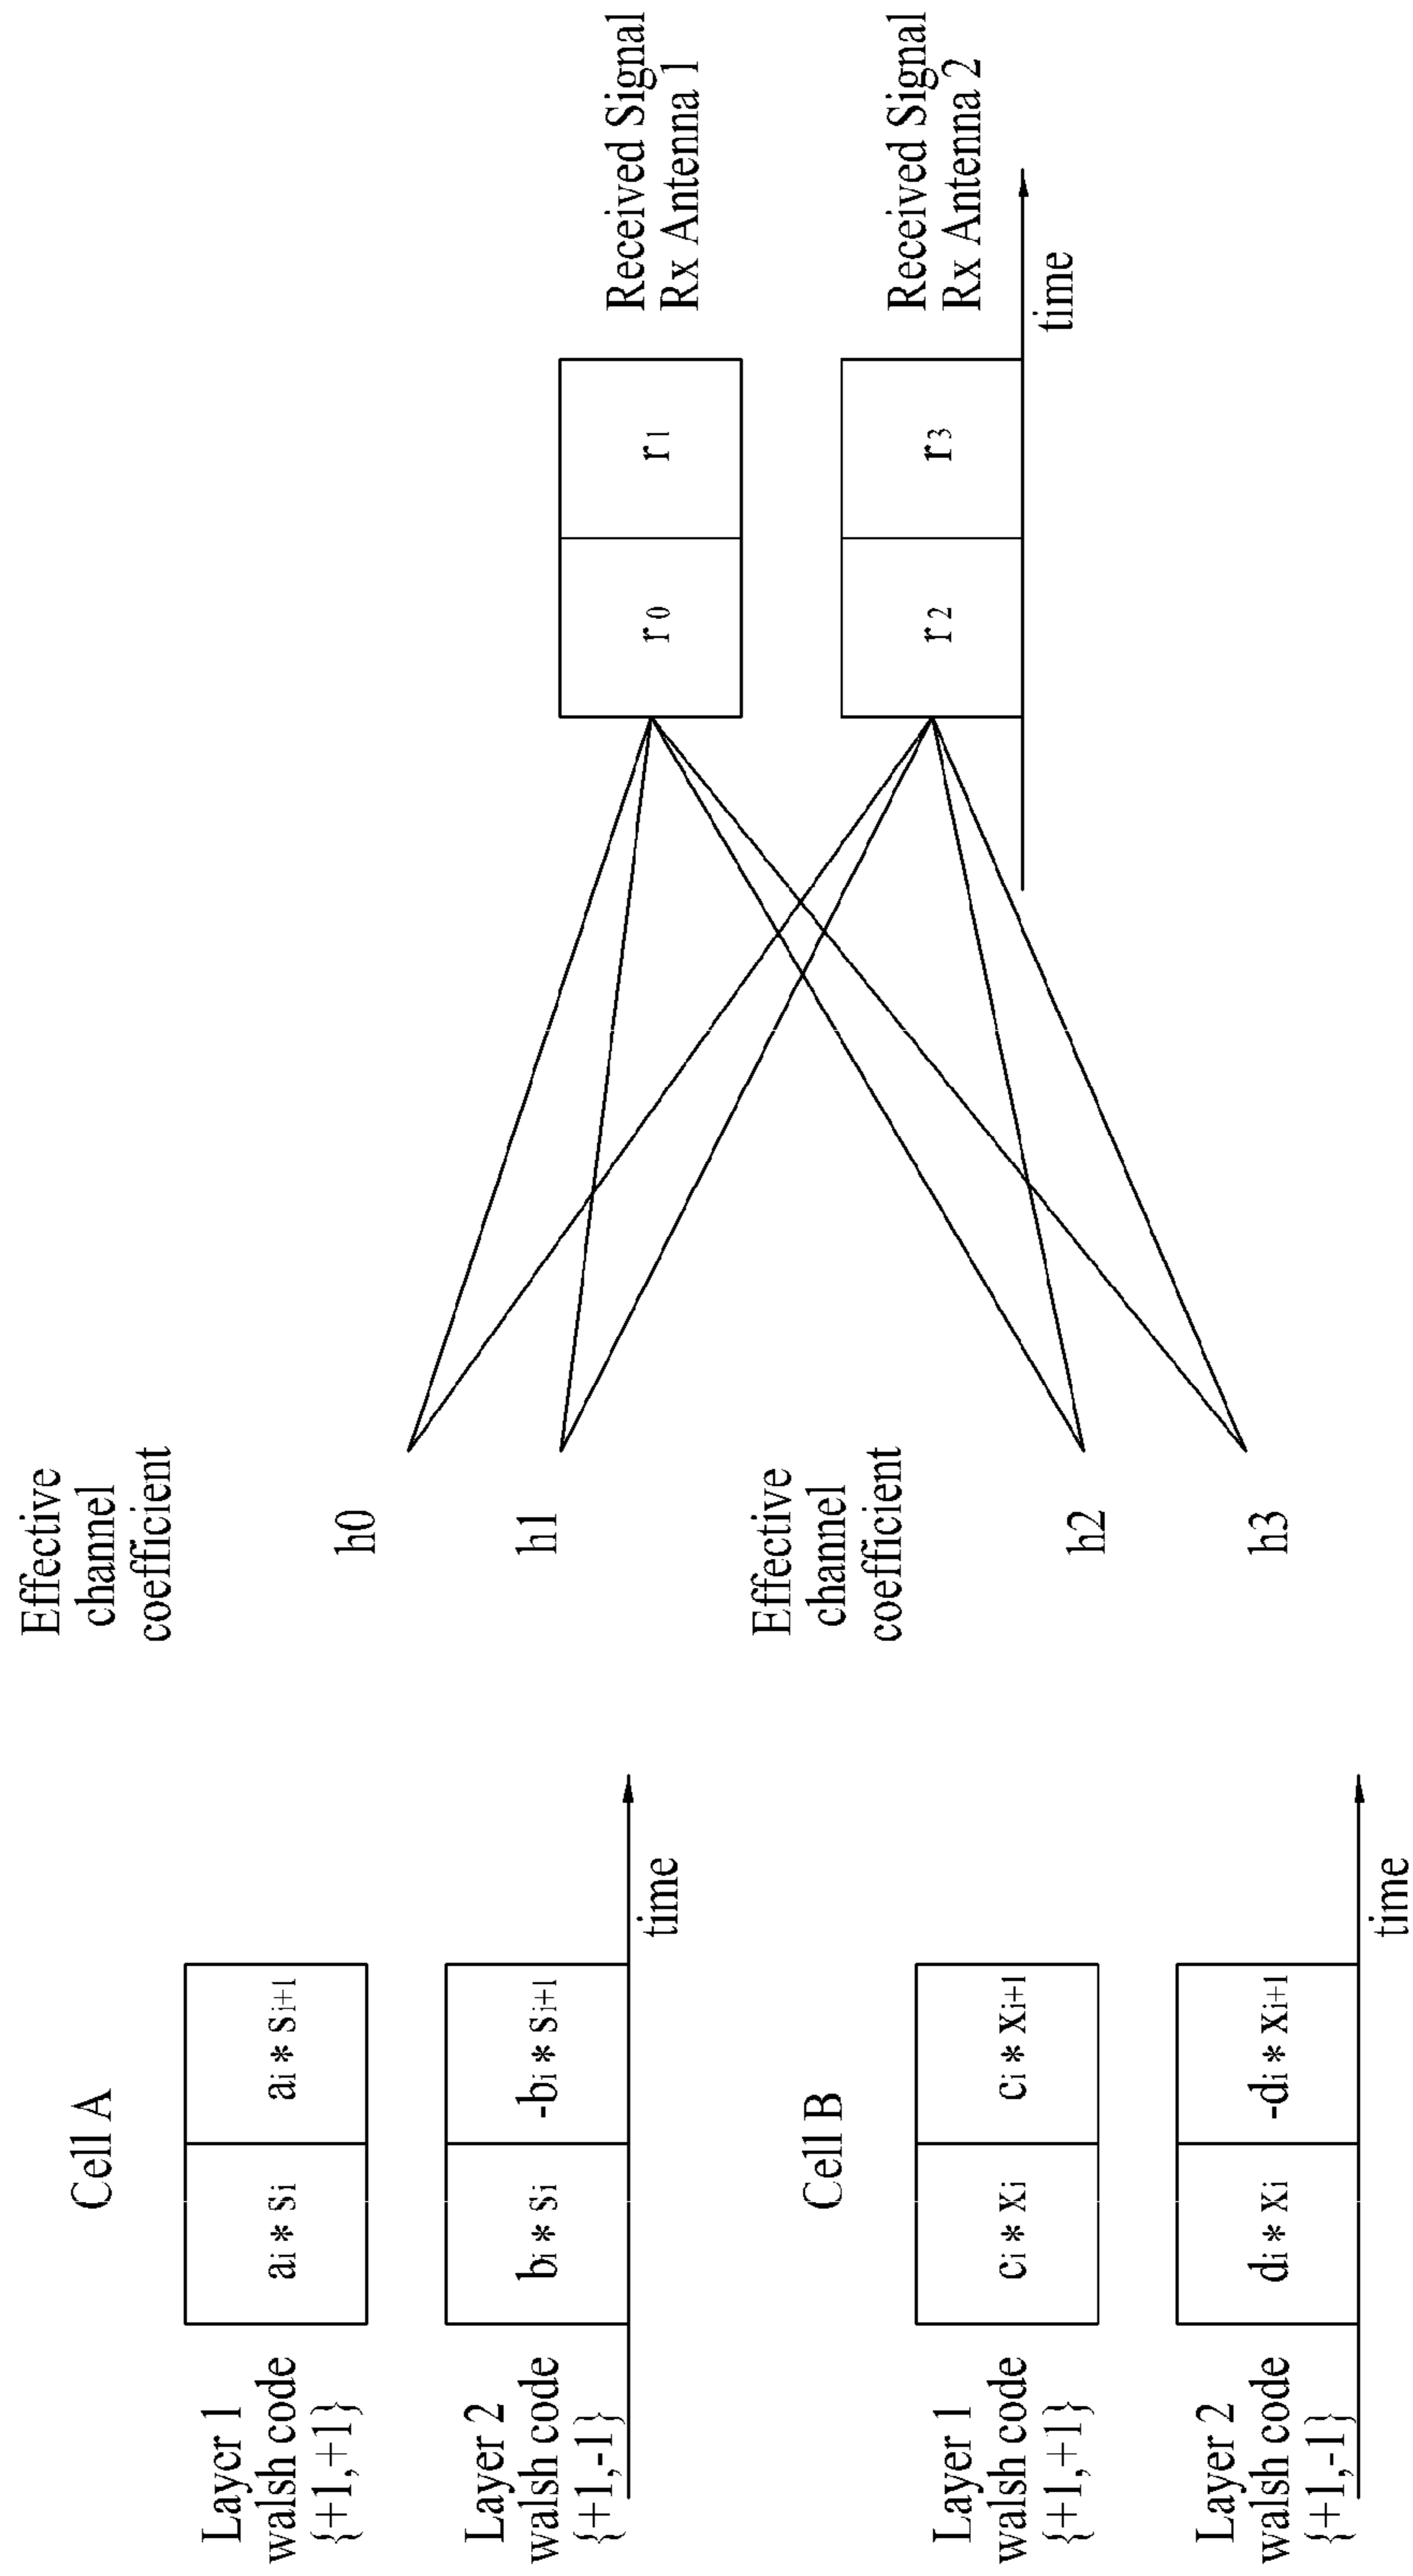 Cell A
Layer 1
walsh code
{+1,+1}
ai * si
ai * si+1
Layer 2
walsh code
{+1,-1}
bi * si
-bi * si+1
time
Effective
channel
coefficient
h0
h1
Cell B
Layer 1
walsh code
{+1,+1}
ci * xi
ci * xi+1
Layer 2
walsh code
{+1,-1}
di * xi
-di * xi+1
time
Effective
channel
coefficient
h2
h3
r0
r1
Received Signal
Rx Antenna 1
r2
r3
Received Signal
Rx Antenna 2
time